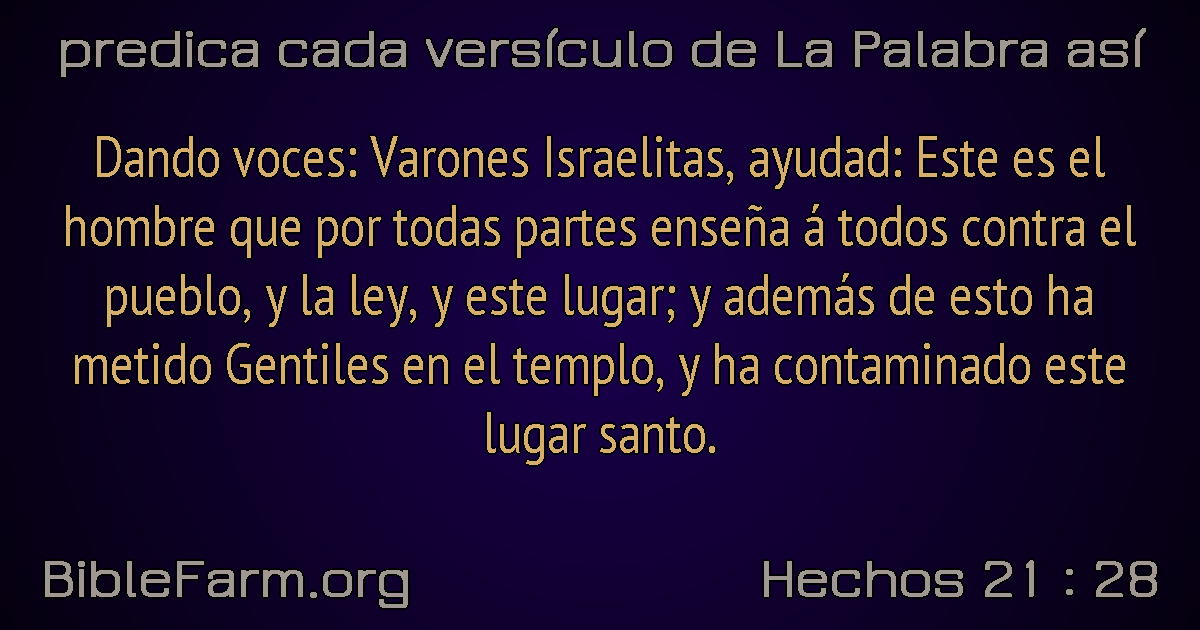 predica cada versículo de La Palabra así
Dando voces: Varones Israelitas, ayudad: Este es el
hombre que por todas partes enseña á todos contra el
pueblo, y la ley, y este lugar; y además de esto ha
metido Gentiles en el templo, y ha contaminado este
lugar santo.
BibleFarm.org
Hechos 21 : 28